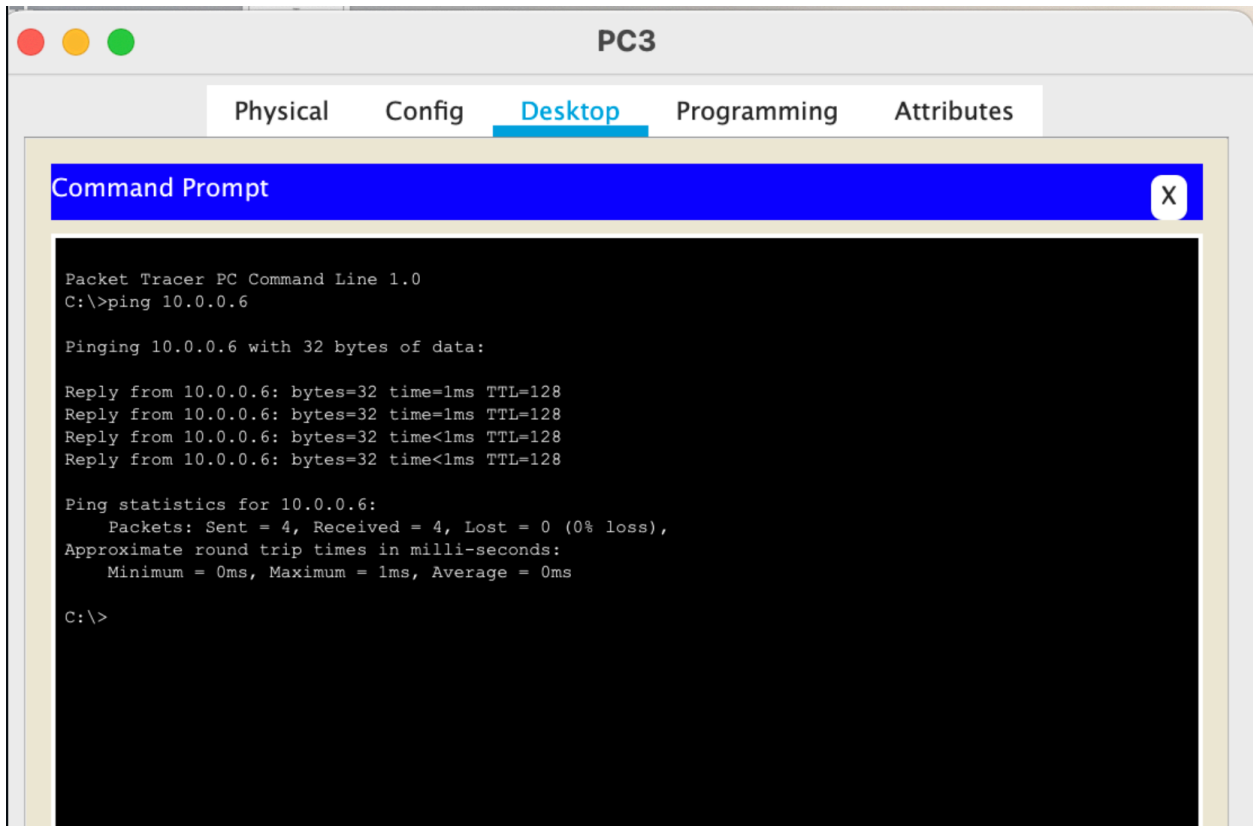 PC3
Physical Config Desktop Programming Attributes
Command Prompt
X
Packet Tracer PC Command Line 1.0
C:\>ping 10.0.0.6
Pinging 10.0.0.6 with 32 bytes of data:
Reply from 10.0.0.6: bytes=32 time=1ms TTL=128
Reply from 10.0.0.6: bytes=32 time=1ms TTL=128
Reply from 10.0.0.6: bytes=32 time<1ms TTL=128
Reply from 10.0.0.6: bytes=32 time<1ms TTL=128
Ping statistics for 10.0.0.6:
Packets: Sent = 4, Received = 4, Lost = 0 (0% loss),
Approximate round trip times in milli-seconds:
Minimum = 0ms, Maximum = 1ms, Average = 0ms
C:\>